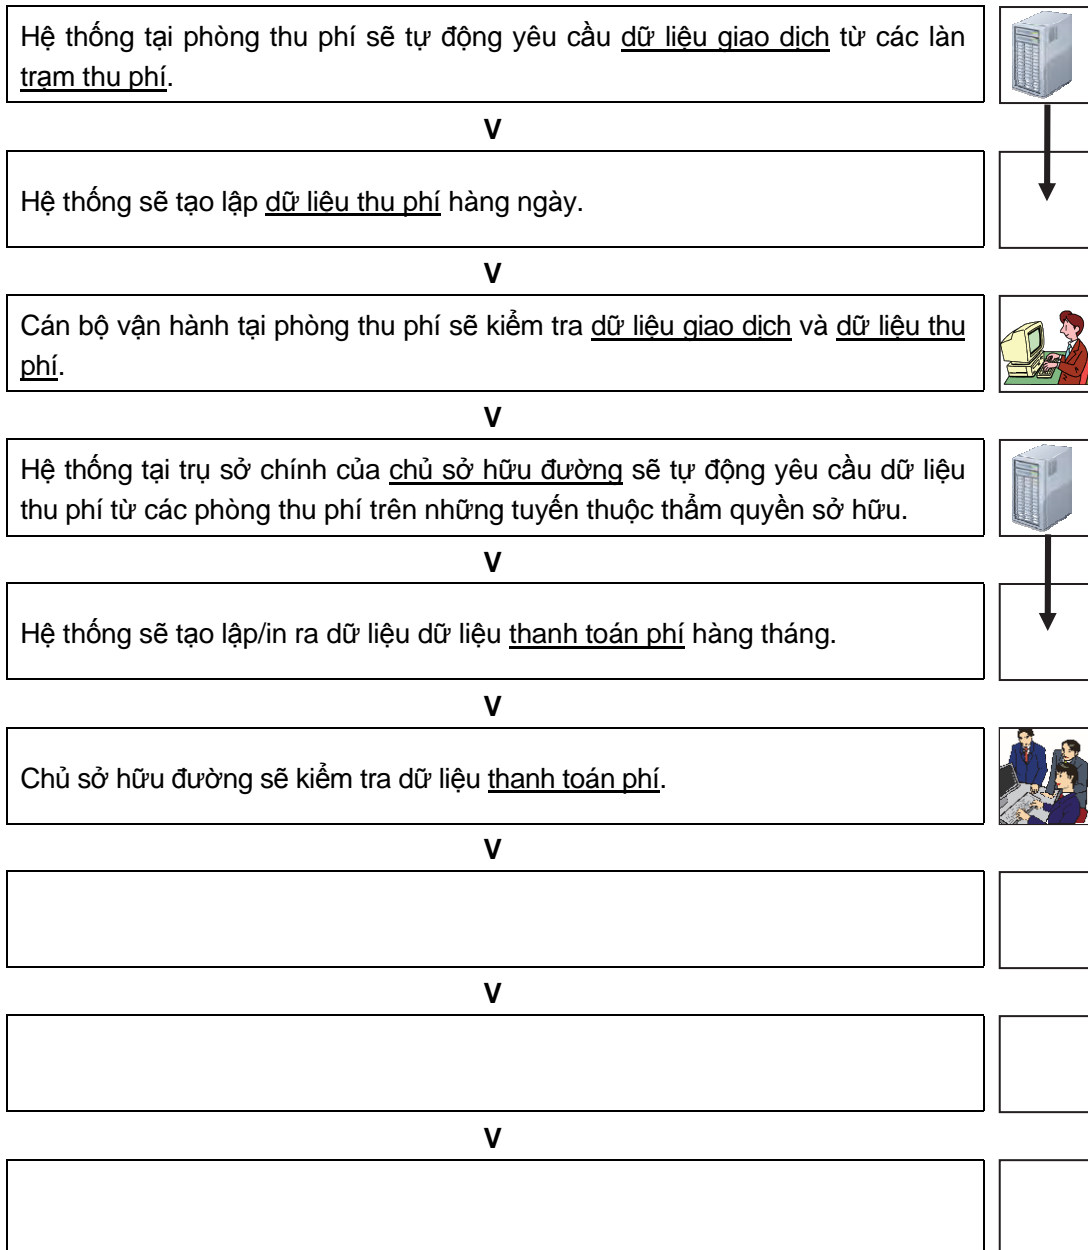 Hệ thống tại phòng thu phí sẽ tự động yêu cầu dữ liệu giao dịch từ các làn
trạm thu phí.
V
Hệ thống sẽ tạo lập dữ liệu thu phí hàng ngày.
V
Cán bộ vận hành tại phòng thu phí sẽ kiểm tra dữ liệu giao dịch và dữ liệu thu
phí.
V
Hệ thống tại trụ sở chính của chủ sở hữu đường sẽ tự động yêu cầu dữ liệu
thu phí từ các phòng thu phí trên những tuyến thuộc thẩm quyền sở hữu.
V
Hệ thống sẽ tạo lập/in ra dữ liệu dữ liệu thanh toán phí hàng tháng.
V
Chủ sở hữu đường sẽ kiểm tra dữ liệu thanh toán phí.
V
V
V